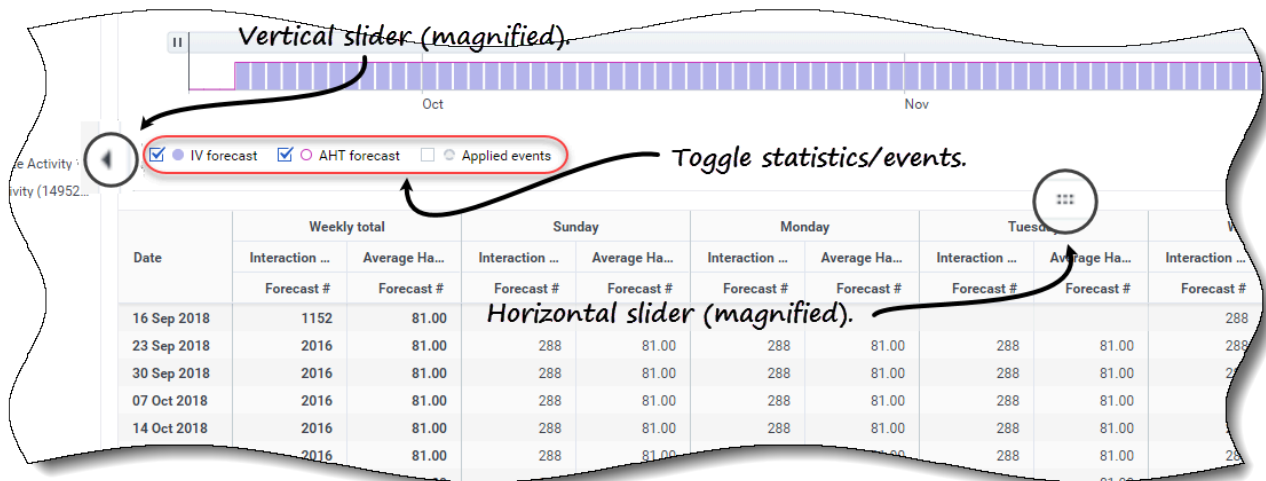 Vertical slider (magnified).
Oct Nov
IV forecast AHT forecast Applied events
Toggle statistics/events.
Activity
(14952...
Weekly total Sunday Monday
Date Interaction ... Average Ha... Interaction ... Average Ha... Interaction ... Average Ha... Interaction ... Average Ha... Interaction ...
Forecast # Forecast # Forecast # Forecast # Forecast # Forecast # Forecast # Forecast # Forecast #
Horizontal slider (magnified).
16 Sep 2018 1152 81.00 288
23 Sep 2018 2016 81.00 288 81.00 288 81.00 288 81.00 288
30 Sep 2018 2016 81.00 288 81.00 288 81.00 288 81.00
07 Oct 2018 2016 81.00 288 81.00 288 81.00 288 81.00
14 Oct 2018 2016 81.00 288 81.00 288 81.00 288 81.00
2016 81.00 288 81.00 288 81.00 288 81.00